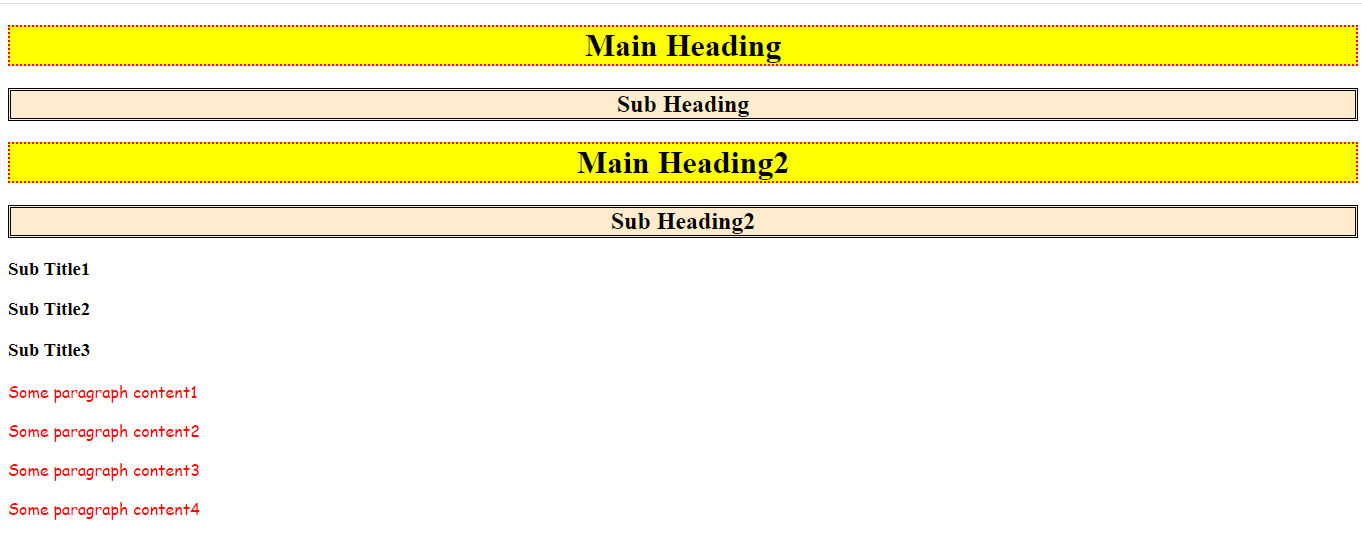 Main Heading
Sub Heading
Main Heading2
Sub Heading2
Sub Title1
Sub Title2
Sub Title3
Some paragraph content1
Some paragraph content2
Some paragraph content3
Some paragraph content4